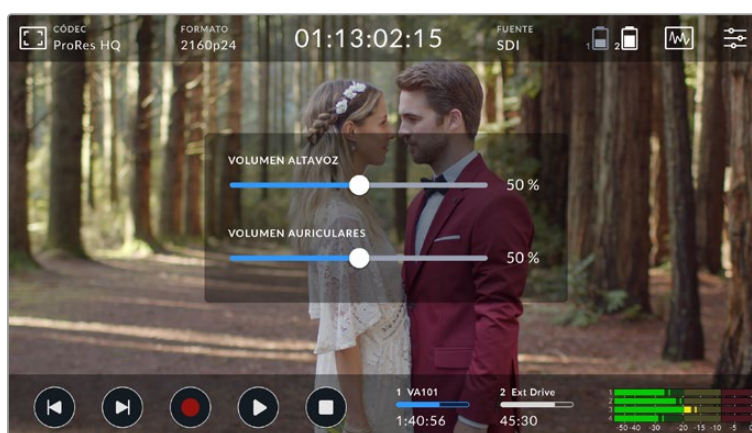 CÓDEC
ProRes HQ
FORMATO
2160p24
01:13:02:15
FUENTE
SDI
1
2
VOLUMEN ALTAVOZ
50 %
VOLUMEN AURICULARES
50 %
1 VA101
1:40:56
2 Ext Drive
45:30
1
2
3
4
-50 -40 -30 -20 -15 -10 -5